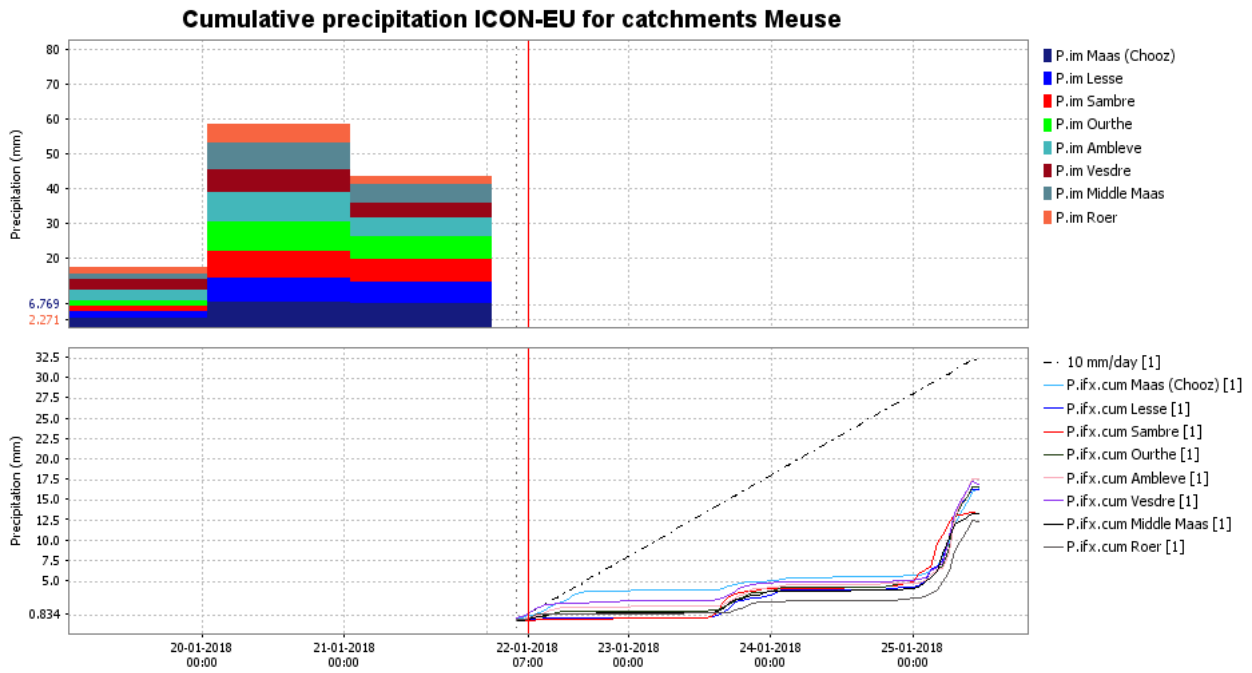 Cumulative precipitation ICON-EU for catchments Meuse
Precipitation (mm)
80
70
60
50
40
30
20
6.769
2.271
P.im Maas (Chooz)
P.im Lesse
P.im Sambre
P.im Ourthe
P.im Ambleve
P.im Vesdre
P.im Middle Maas
P.im Roer
Precipitation (mm)
32.5
30.0
27.5
25.0
22.5
20.0
17.5
15.0
12.5
10.0
7.5
5.0
0.834
10 mm/day [1]
P.ifx.cum Maas (Chooz) [1]
P.ifx.cum Lesse [1]
P.ifx.cum Sambre [1]
P.ifx.cum Ourthe [1]
P.ifx.cum Ambleve [1]
P.ifx.cum Vesdre [1]
P.ifx.cum Middle Maas [1]
P.ifx.cum Roer [1]
20-01-2018 21-01-2018 22-01-2018 23-01-2018 24-01-2018 25-01-2018
00:00 00:00 07:00 00:00 00:00 00:00